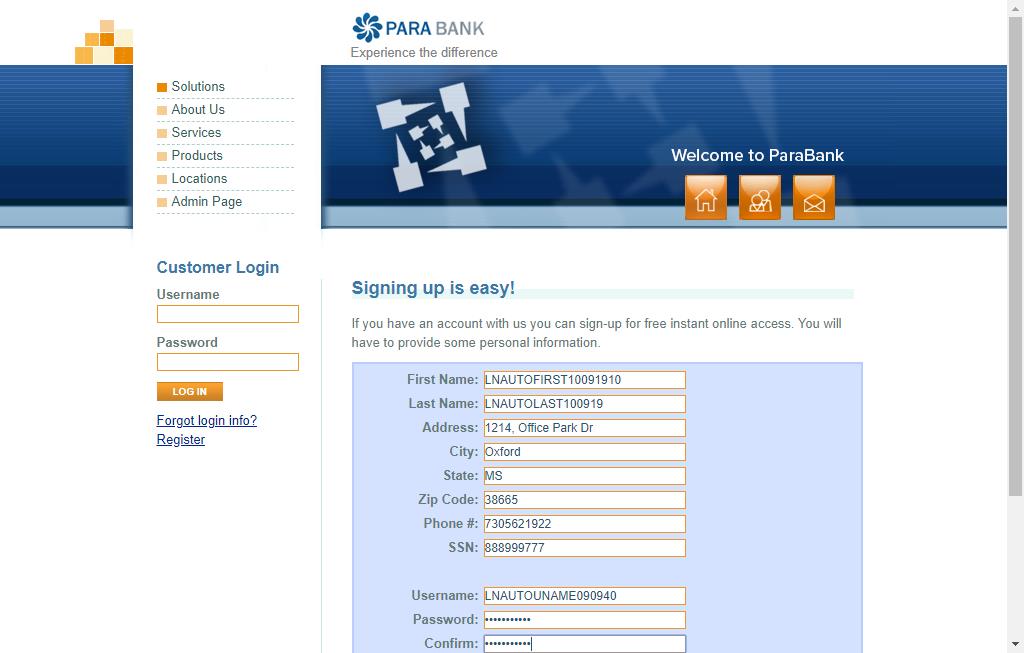 PARA BANK
Experience the difference
Solutions
About Us
Services
Products
Locations
Admin Page
Welcome to ParaBank
Customer Login
Username
Password
LOG IN
Forgot login info?
Register
Signing up is easy!
If you have an account with us you can sign-up for free instant online access. You will
have to provide some personal information.
First Name: LNAUTOFIRST10091910
Last Name: LNAUTOLAST100919
Address: 1214, Office Park Dr
City: Oxford
State: MS
Zip Code: 38665
Phone #: 7305621922
SSN: 888999777
Username: LNAUTOUNAME090940
Password: •••••••••••
Confirm: •••••••••••